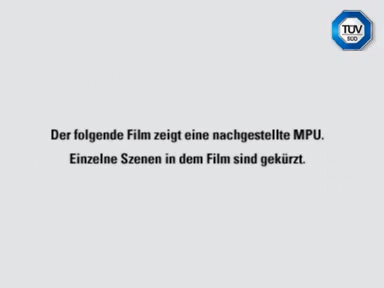 TÜV
SÜD
Der folgende Film zeigt eine nachgestellte MPU.
Einzelne Szenen in dem Film sind gekürzt.